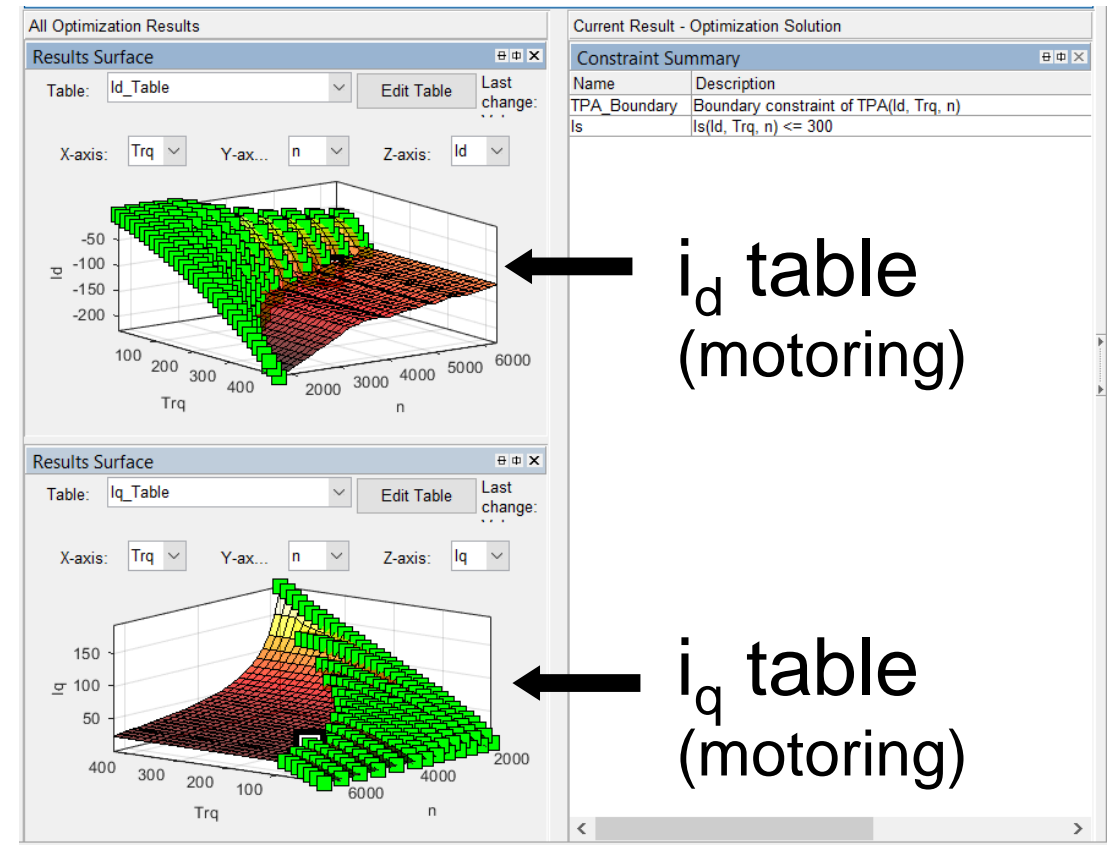 All Optimization Results
Results Surface
Table: Id_Table Edit Table Last change:
X-axis: Trq Y-ax... n Z-axis: Id
-50
-100
-150
-200
Id
100 200 300 400
Trq
2000 3000 4000 5000 6000
n
Results Surface
Table: Iq_Table Edit Table Last change:
X-axis: Trq Y-ax... n Z-axis: Iq
150
100
50
Iq
400 300 200 100
Trq
6000 4000 2000
n
Current Result - Optimization Solution
Constraint Summary
Name Description
TPA_Boundary Boundary constraint of TPA(Id, Trq, n)
Is Is(Id, Trq, n) <= 300
id table
(motoring)
iq table
(motoring)